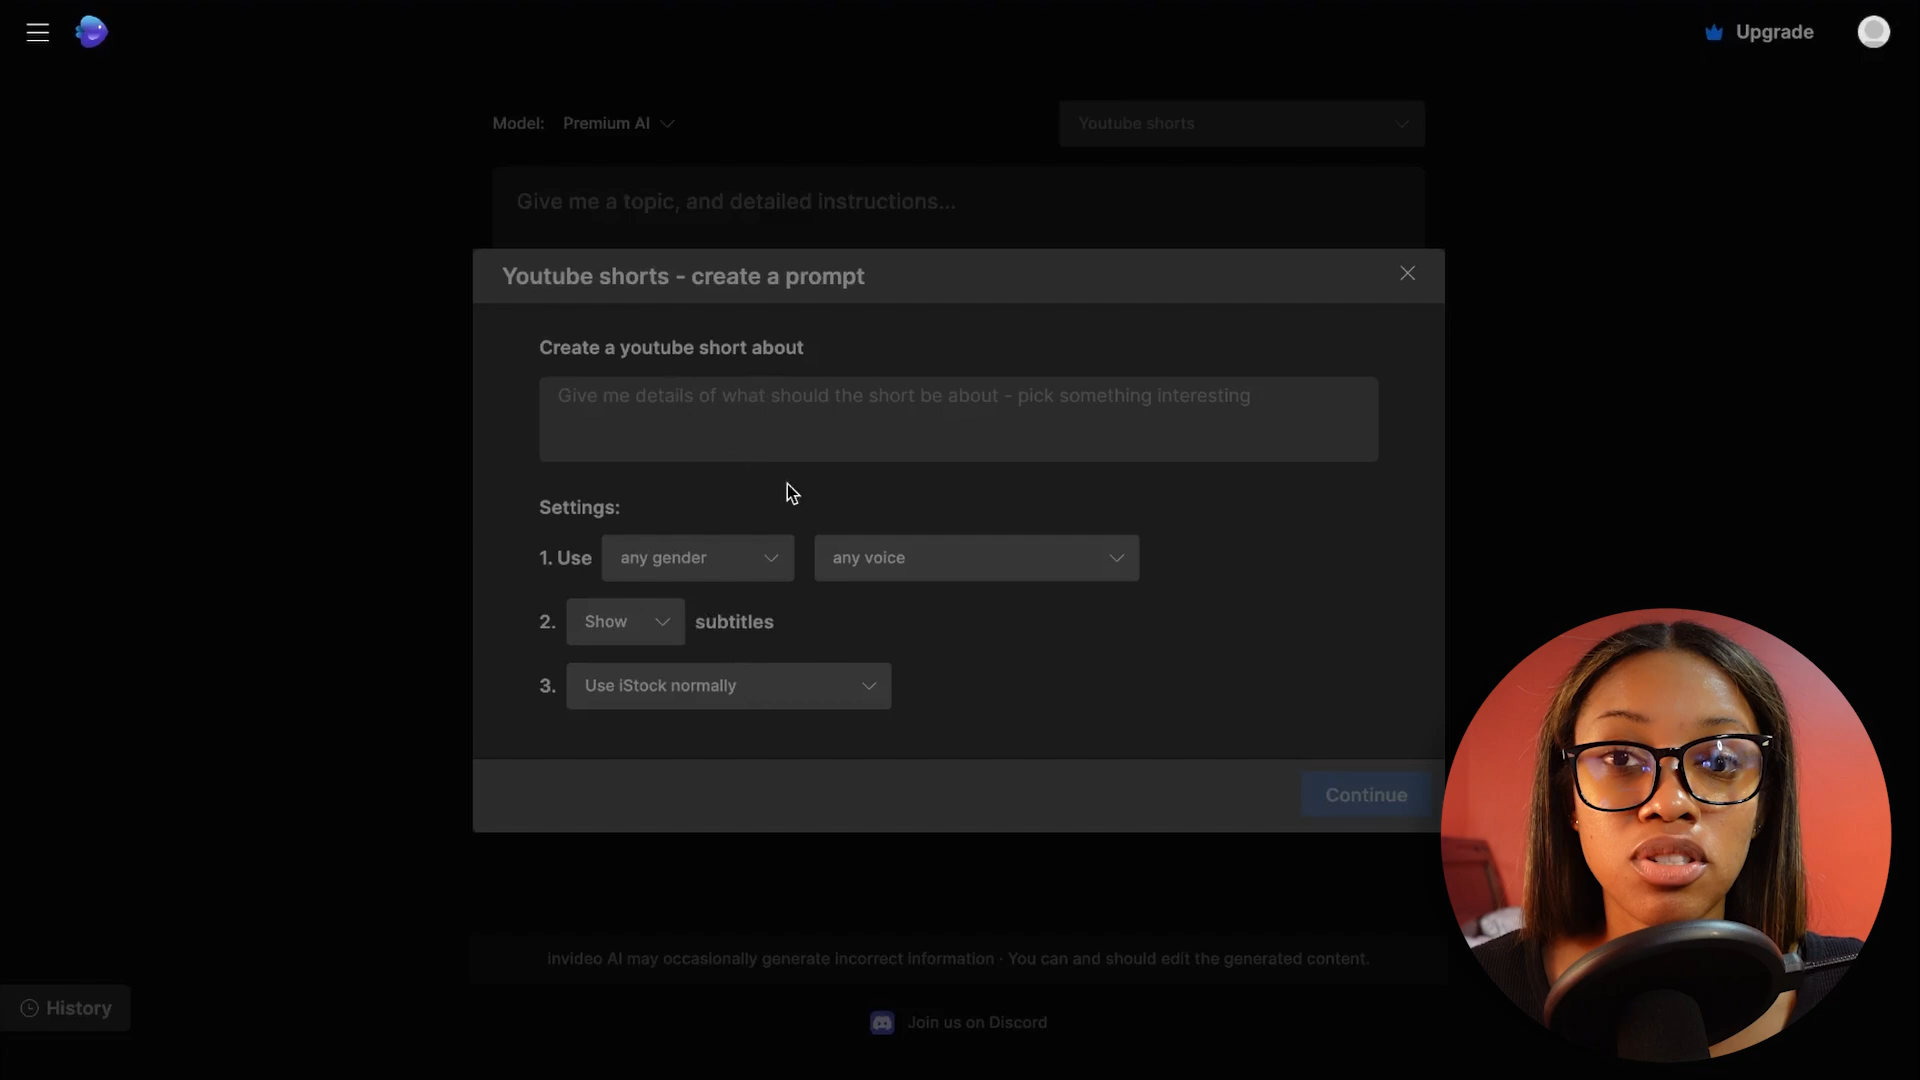 Upgrade
Model: Premium AI
Youtube shorts
Give me a topic, and detailed instructions...
Youtube shorts - create a prompt
Create a youtube short about
Give me details of what should the short be about - pick something interesting
Settings:
1. Use any gender any voice
2. Show subtitles
3. Use iStock normally
Continue
invideo AI may occasionally generate incorrect information · You can and should edit the generated content.
History
Join us on Discord